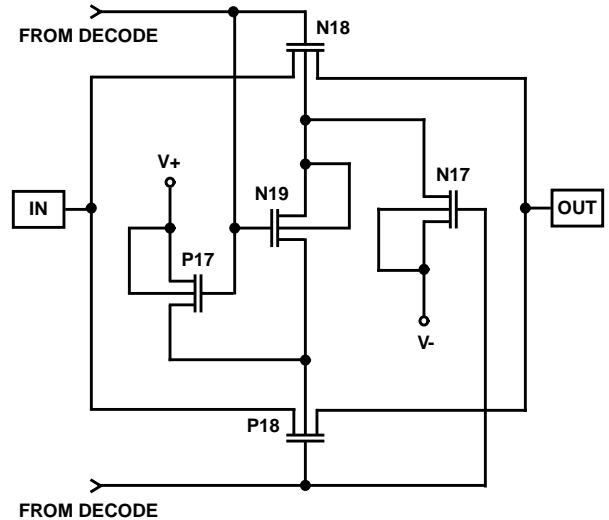 FROM DECODE
N18
V+
N17
N19
IN
OUT
P17
V-
P18
FROM DECODE